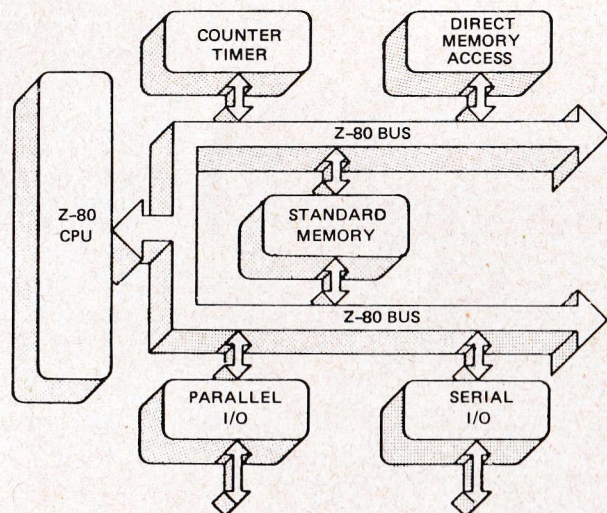 COUNTER
TIMER
DIRECT
MEMORY
ACCESS
Z-80 BUS
Z-80
CPU
STANDARD
MEMORY
Z-80 BUS
PARALLEL
I/O
SERIAL
I/O